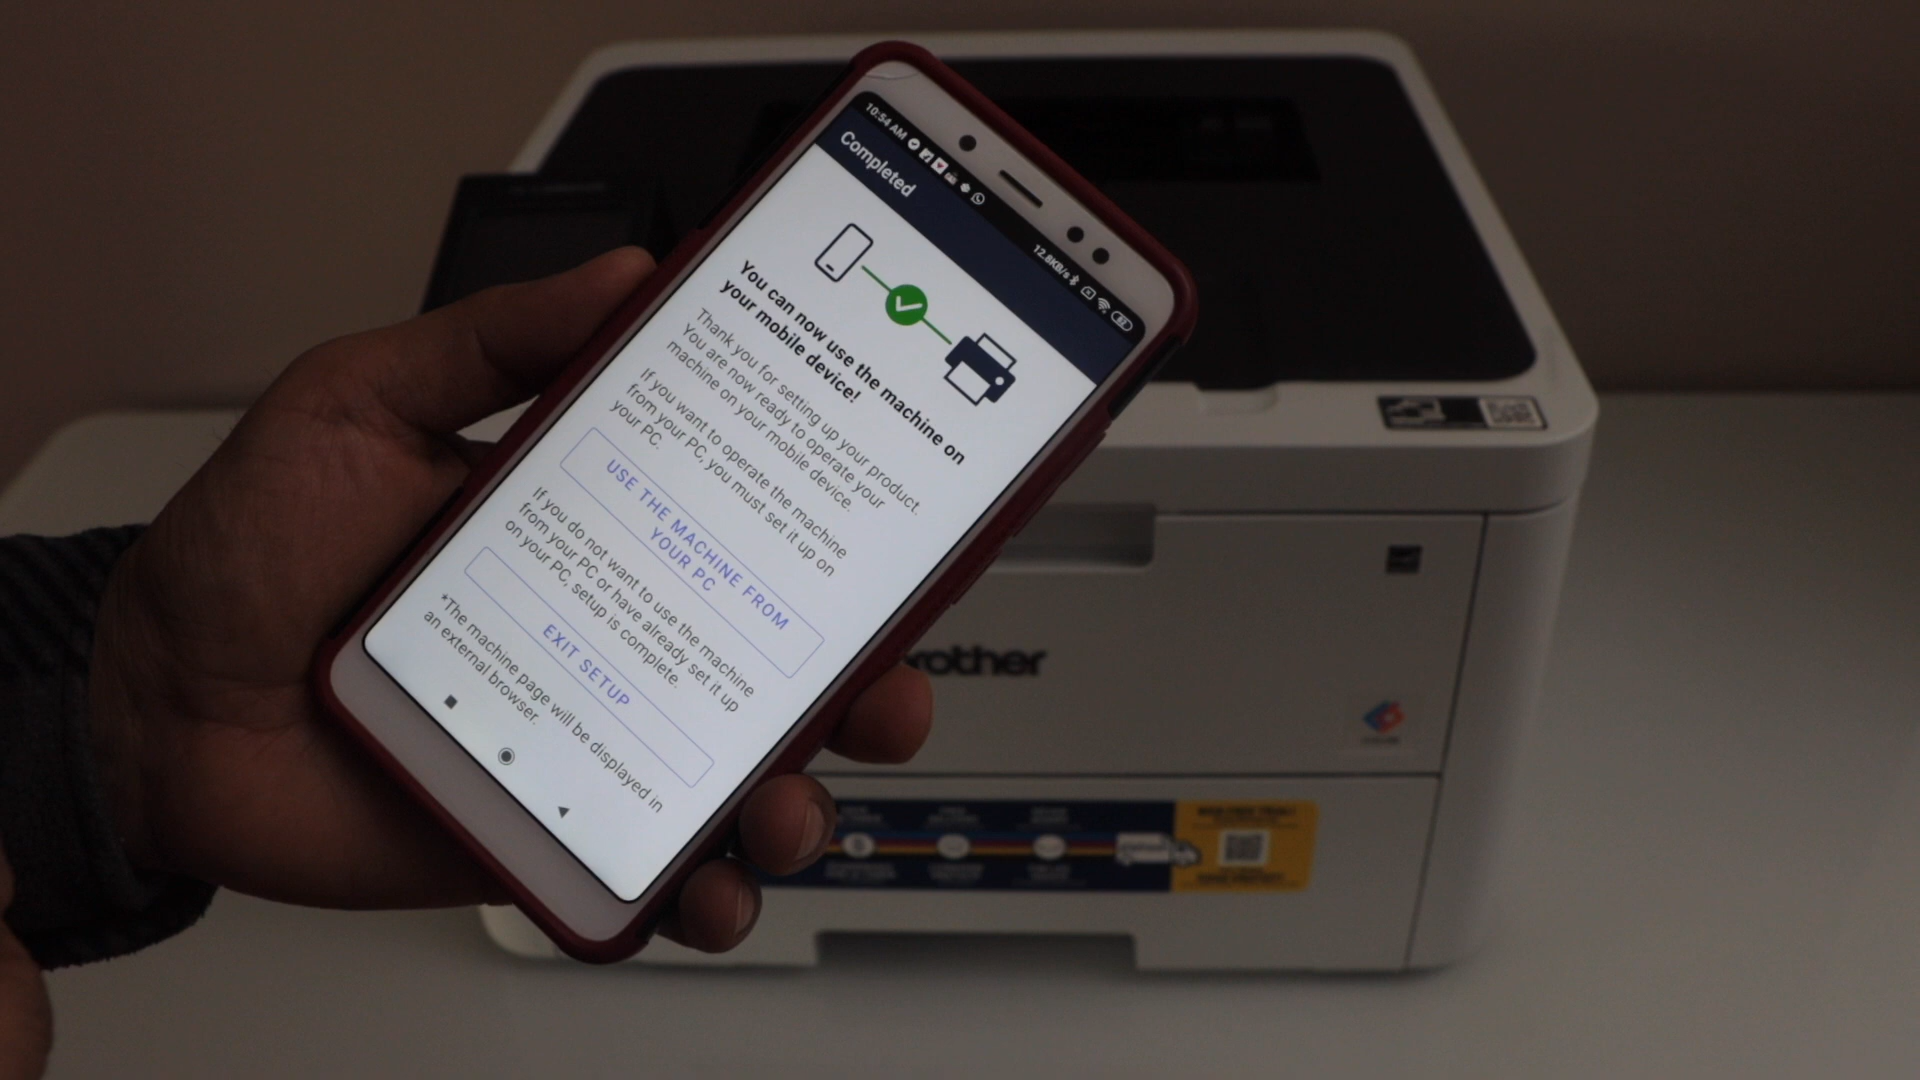 10:54 AM
12.8KB/s
Completed
You can now use the machine on
your mobile device!
Thank you for setting up your product.
You are now ready to operate your
machine on your mobile device.
If you want to operate the machine
from your PC, you must set it up on
your PC.
USE THE MACHINE FROM
YOUR PC
If you do not want to use the machine
from your PC or have already set it up
on your PC, setup is complete.
EXIT SETUP
*The machine page will be displayed in
an external browser.
rother